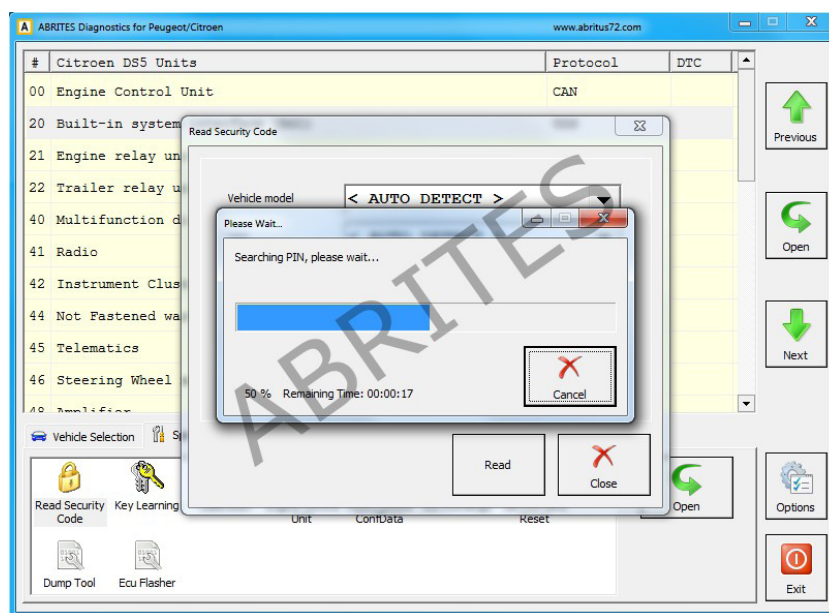 A ABRITES Diagnostics for Peugeot/Citroen www.abritus72.com
# Citroen DS5 Units Protocol DTC
00 Engine Control Unit CAN
20 Built-in system
21 Engine relay un
22 Trailer relay u
40 Multifunction d
41 Radio
42 Instrument Clus
44 Not Fastened wa
45 Telematics
46 Steering Wheel
48 Amplifier
Previous
Open
Next
Read Security Code
Vehicle model < AUTO DETECT >
Please Wait...
Searching PIN, please wait...
50 % Remaining Time: 00:00:17
Cancel
Read
Close
ABRITES
Vehicle Selection
Read Security Code
Key Learning
Unit
ConfData
Reset
Open
Dump Tool
Ecu Flasher
Options
Exit